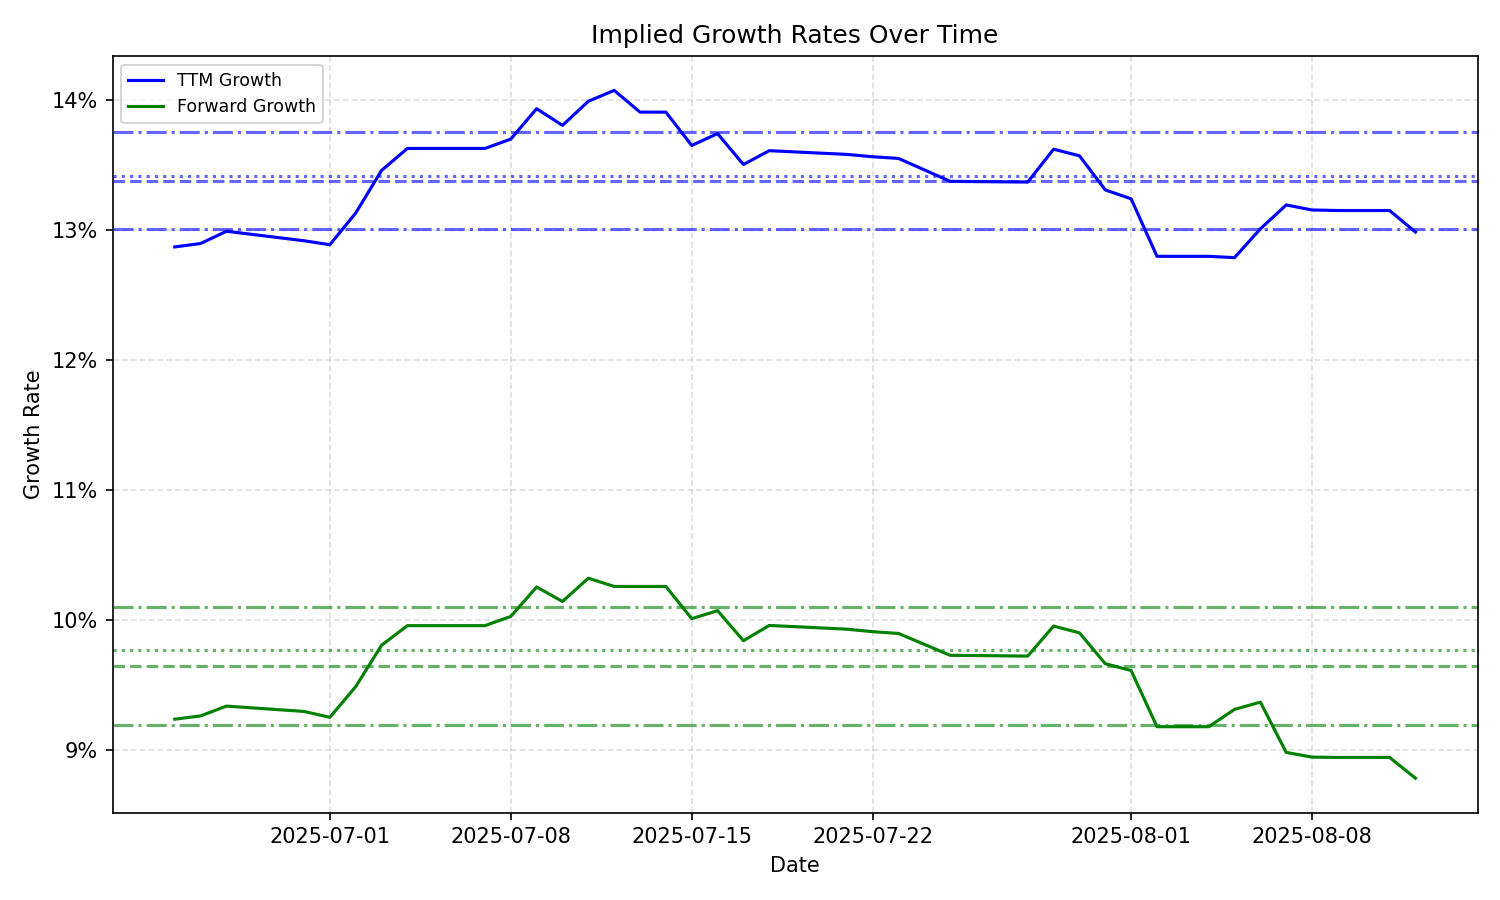 Implied Growth Rates Over Time
TTM Growth
Forward Growth
14%
13%
12%
11%
10%
9%
Growth Rate
2025-07-01
2025-07-08
2025-07-15
2025-07-22
2025-08-01
2025-08-08
Date